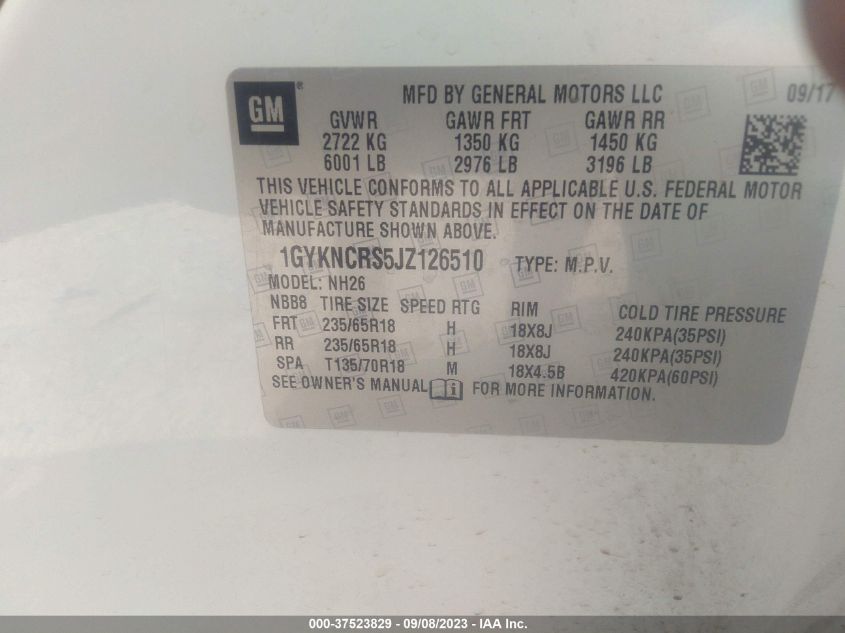 GM ® MFD BY GENERAL MOTORS LLC 09/17
GVWR GAWR FRT GAWR RR
2722 KG 1350 KG 1450 KG
6001 LB 2976 LB 3196 LB
THIS VEHICLE CONFORMS TO ALL APPLICABLE U.S. FEDERAL MOTOR
VEHICLE SAFETY STANDARDS IN EFFECT ON THE DATE OF
MANUFACTURE SHOWN ABOVE.
1GYKNCRS5JZ126510 TYPE: M.P.V.
MODEL: NH26
NBB8 TIRE SIZE SPEED RTG RIM COLD TIRE PRESSURE
FRT 235/65R18 H 18X8J 240KPA(35PSI)
RR 235/65R18 H 18X8J 240KPA(35PSI)
SPA T135/70R18 M 18X4.5B 420KPA(60PSI)
SEE OWNER'S MANUAL i FOR MORE INFORMATION.
000-37523829 - 09/08/2023 - IAA Inc.